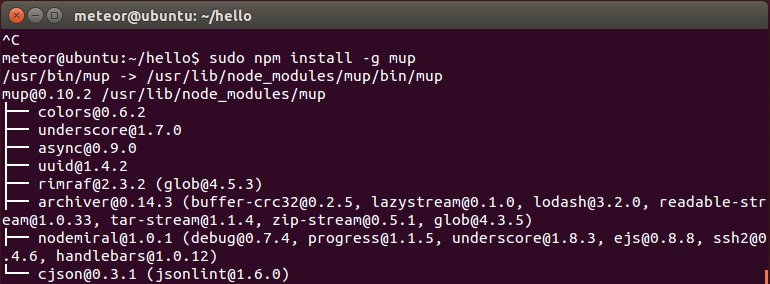 meteor@ubuntu: ~/hello
^C
meteor@ubuntu:~/hello$ sudo npm install -g mup
/usr/bin/mup -> /usr/lib/node_modules/mup/bin/mup
mup@0.10.2 /usr/lib/node_modules/mup
├── colors@0.6.2
├── underscore@1.7.0
├── async@0.9.0
├── uuid@1.4.2
├── rimraf@2.3.2 (glob@4.5.3)
├── archiver@0.14.3 (buffer-crc32@0.2.5, lazystream@0.1.0, lodash@3.2.0, readable-str
eam@1.0.33, tar-stream@1.1.4, zip-stream@0.5.1, glob@4.3.5)
├── nodemiral@1.0.1 (debug@0.7.4, progress@1.1.5, underscore@1.8.3, ejs@0.8.8, ssh2@0
.4.6, handlebars@1.0.12)
└── cjson@0.3.1 (jsonlint@1.6.0)